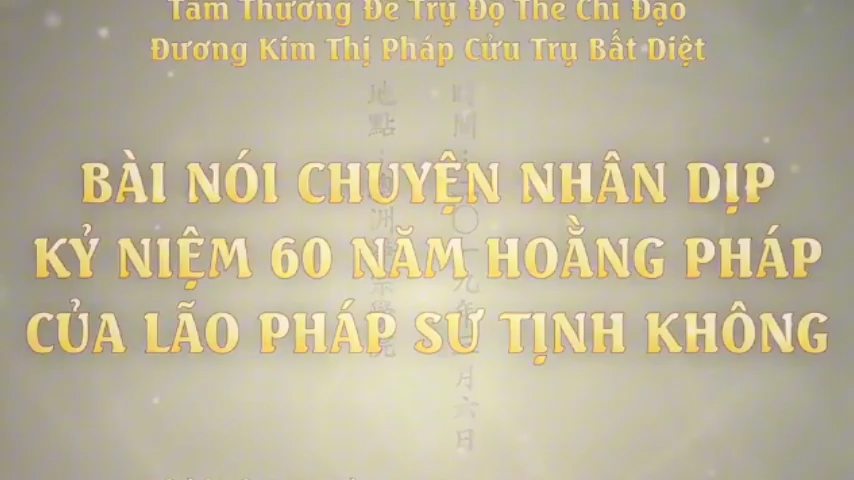 Tâm Thường Để Trụ Độ Thế Chi Đạo
Đương Kim Thị Pháp Cửu Trụ Bất Diệt
BÀI NÓI CHUYỆN NHÂN DỊP
KỶ NIỆM 60 NĂM HOẰNG PHÁP
CỦA LÃO PHÁP SƯ TỊNH KHÔNG